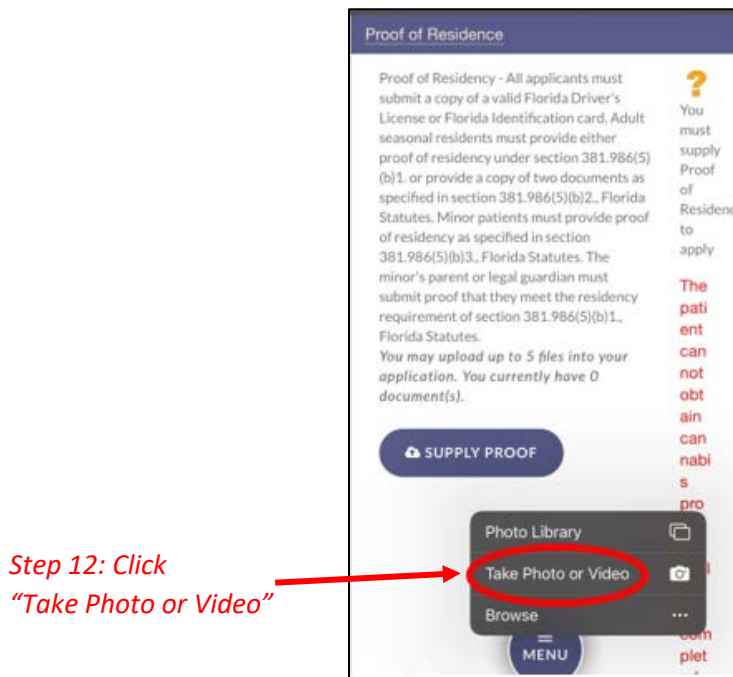 Proof of Residence
Proof of Residency - All applicants must
submit a copy of a valid Florida Driver's
License or Florida Identification card. Adult
seasonal residents must provide either
proof of residency under section 381.986(5)
(b)1. or provide a copy of two documents as
specified in section 381.986(5)(b)2., Florida
Statutes. Minor patients must provide proof
of residency as specified in section
381.986(5)(b)3., Florida Statutes. The
minor's parent or legal guardian must
submit proof that they meet the residency
requirement of section 381.986(5)(b)1.,
Florida Statutes.
You may upload up to 5 files into your
application. You currently have 0
document(s).
SUPPLY PROOF
?
You
must
supply
Proof
of
Residenc
to
apply
The
pati
ent
can
not
obt
ain
can
nabi
s
pro
Photo Library
Take Photo or Video
Browse
MENU
plet
Step 12: Click
"Take Photo or Video"